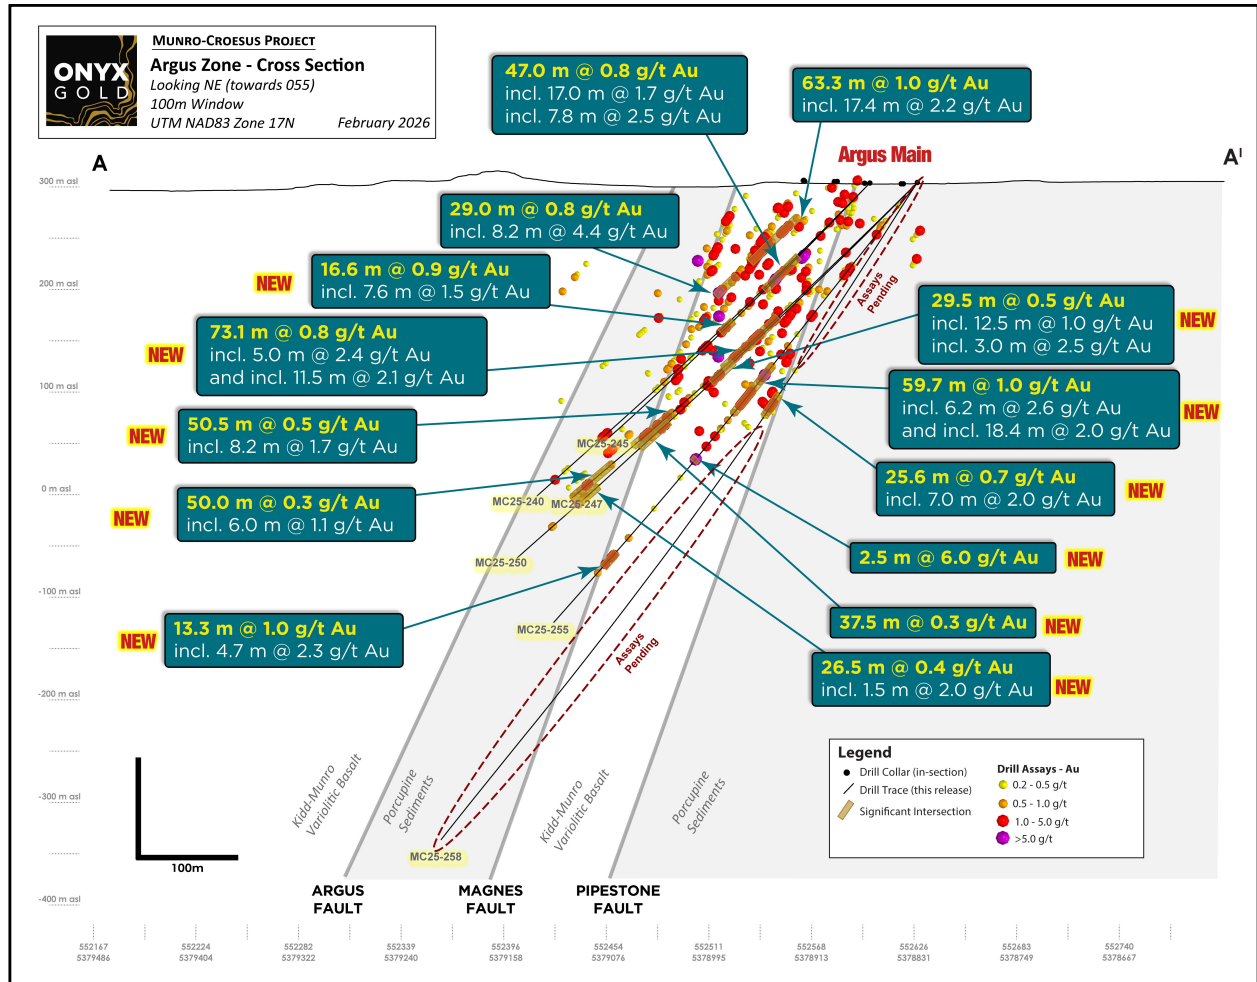 ONYX
GOLD
MUNRO-CROESUS PROJECT
Argus Zone - Cross Section
Looking NE (towards 055)
100m Window
UTM NAD83 Zone 17N
February 2026
47.0 m @ 0.8 g/t Au
incl. 17.0 m @ 1.7 g/t Au
incl. 7.8 m @ 2.5 g/t Au
63.3 m @ 1.0 g/t Au
incl. 17.4 m @ 2.2 g/t Au
A
Argus Main
A'
300 m asl
29.0 m @ 0.8 g/t Au
incl. 8.2 m @ 4.4 g/t Au
NEW
16.6 m @ 0.9 g/t Au
incl. 7.6 m @ 1.5 g/t Au
200 m asl
Assays
Pending
29.5 m @ 0.5 g/t Au
incl. 12.5 m @ 1.0 g/t Au
incl. 3.0 m @ 2.5 g/t Au
NEW
NEW
73.1 m @ 0.8 g/t Au
incl. 5.0 m @ 2.4 g/t Au
and incl. 11.5 m @ 2.1 g/t Au
100 m asl
59.7 m @ 1.0 g/t Au
incl. 6.2 m @ 2.6 g/t Au
and incl. 18.4 m @ 2.0 g/t Au
NEW
NEW
50.5 m @ 0.5 g/t Au
incl. 8.2 m @ 1.7 g/t Au
MC25-245
25.6 m @ 0.7 g/t Au
incl. 7.0 m @ 2.0 g/t Au
NEW
0 m asl
NEW
50.0 m @ 0.3 g/t Au
incl. 6.0 m @ 1.1 g/t Au
MC25-240
MC25-247
2.5 m @ 6.0 g/t Au
NEW
MC25-250
-100 m asl
NEW
13.3 m @ 1.0 g/t Au
incl. 4.7 m @ 2.3 g/t Au
MC25-255
37.5 m @ 0.3 g/t Au
NEW
Assays
Pending
26.5 m @ 0.4 g/t Au
incl. 1.5 m @ 2.0 g/t Au
NEW
-200 m asl
-300 m asl
-400 m asl
Kidd-Munro
Variolitic Basalt
Porcupine
Sediments
Kidd-Munro
Variolitic Basalt
Porcupine
Sediments
Legend
Drill Collar (in-section)
Drill Trace (this release)
Significant Intersection
Drill Assays - Au
0.2 - 0.5 g/t
0.5 - 1.0 g/t
1.0 - 5.0 g/t
>5.0 g/t
MC25-258
100m
ARGUS
FAULT
MAGNES
FAULT
PIPESTONE
FAULT
552167 552224 552282 552339 552396 552454 552511 552568 552626 552683 552740
5379486 5379404 5379322 5379240 5379158 5379076 5378995 5378913 5378831 5378749 5378667